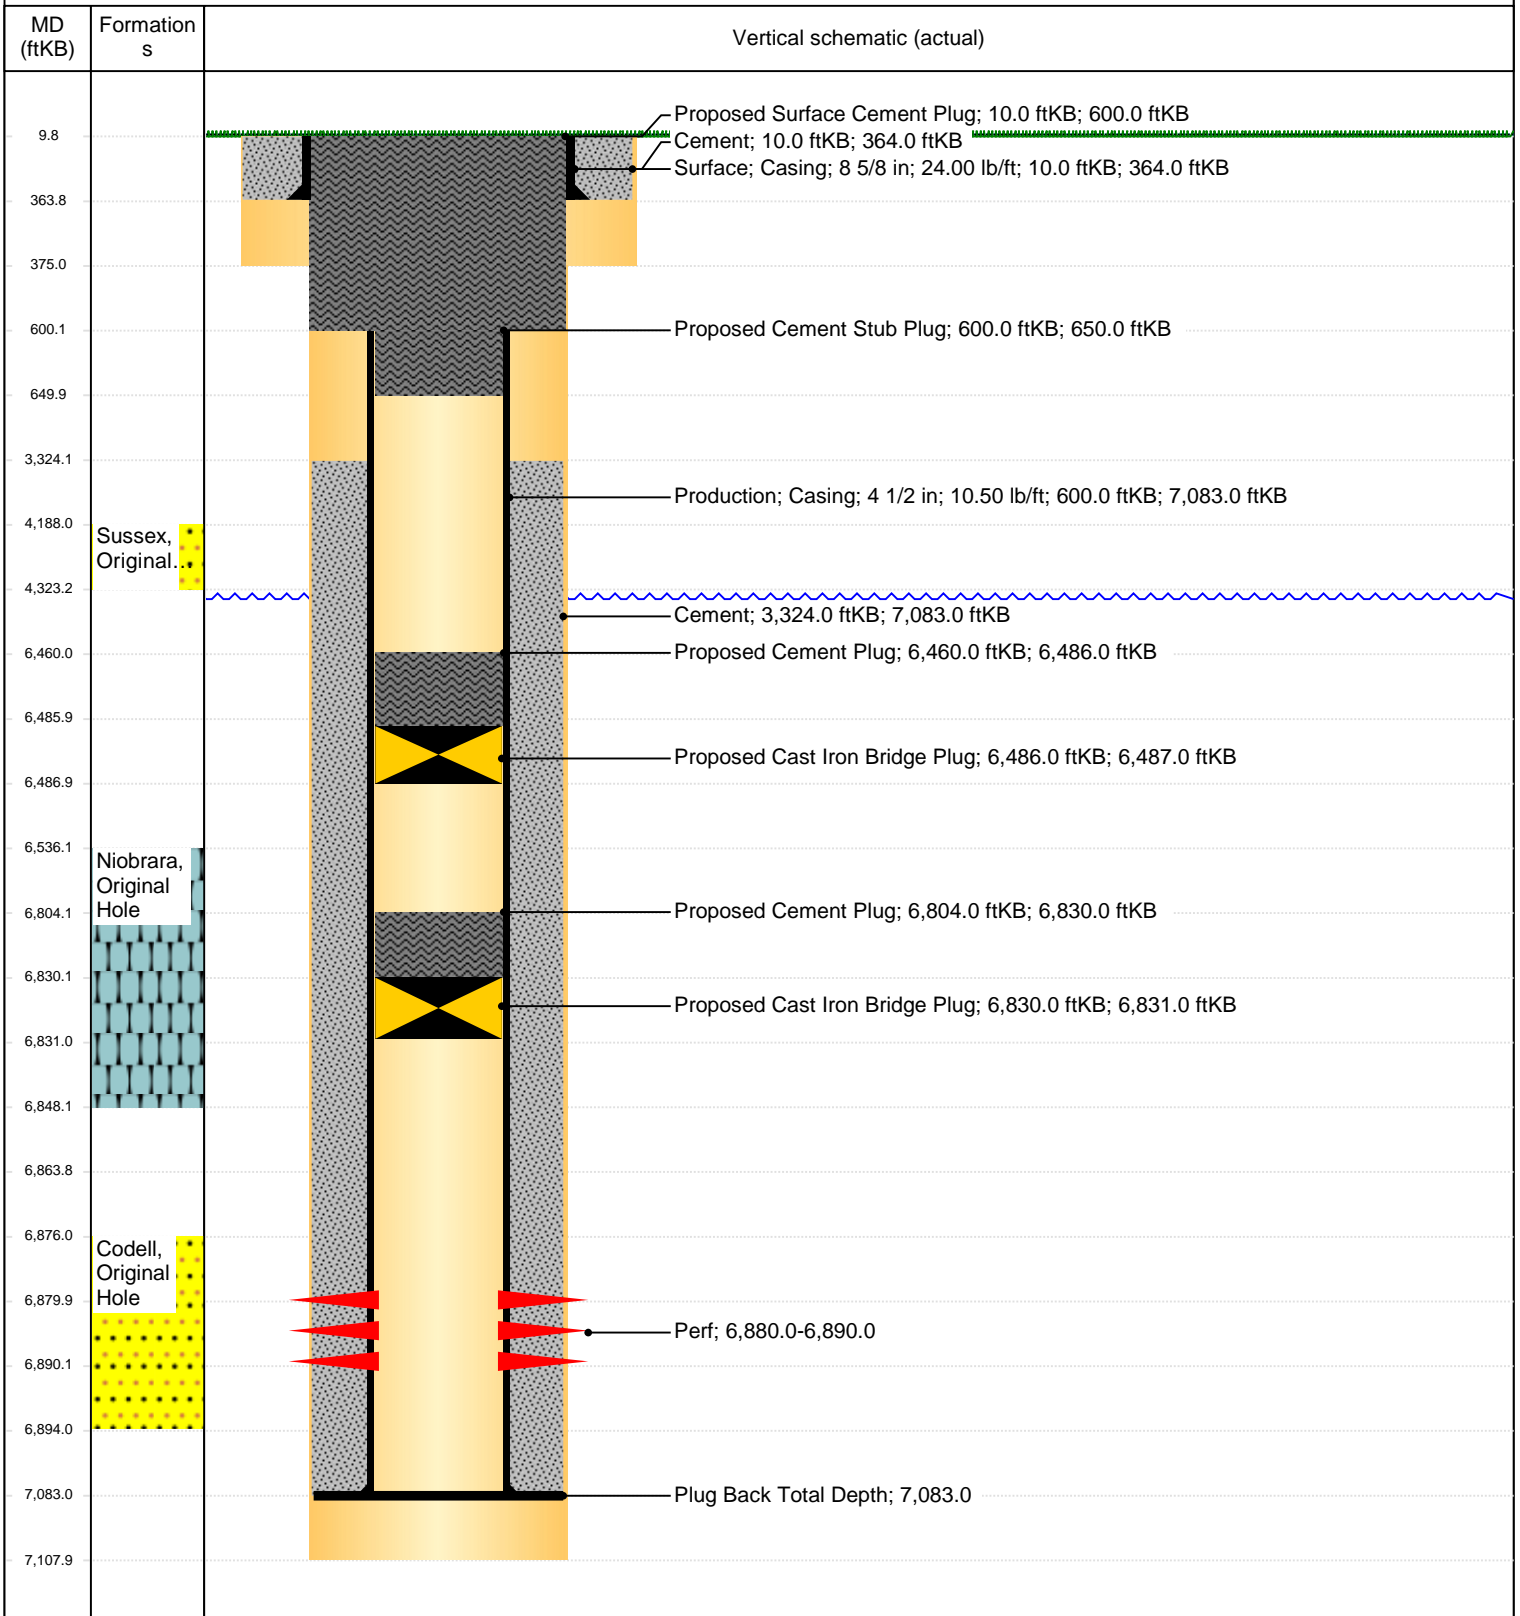 MD
(ftKB)
Formation
s
Vertical schematic (actual)
Proposed Surface Cement Plug; 10.0 ftKB; 600.0 ftKB
9.8
Cement; 10.0 ftKB; 364.0 ftKB
Surface; Casing; 8 5/8 in; 24.00 lb/ft; 10.0 ftKB; 364.0 ftKB
363.8
375.0
600.1
Proposed Cement Stub Plug; 600.0 ftKB; 650.0 ftKB
649.9
3,324.1
Production; Casing; 4 1/2 in; 10.50 lb/ft; 600.0 ftKB; 7,083.0 ftKB
4,188.0
Sussex,
Original...
4,323.2
Cement; 3,324.0 ftKB; 7,083.0 ftKB
6,460.0
Proposed Cement Plug; 6,460.0 ftKB; 6,486.0 ftKB
6,485.9
Proposed Cast Iron Bridge Plug; 6,486.0 ftKB; 6,487.0 ftKB
6,486.9
6,536.1
Niobrara,
Original
Hole
6,804.1
Proposed Cement Plug; 6,804.0 ftKB; 6,830.0 ftKB
6,830.1
Proposed Cast Iron Bridge Plug; 6,830.0 ftKB; 6,831.0 ftKB
6,831.0
6,848.1
6,863.8
6,876.0
Codell,
Original
Hole
6,879.9
Perf; 6,880.0-6,890.0
6,890.1
6,894.0
7,083.0
Plug Back Total Depth; 7,083.0
7,107.9